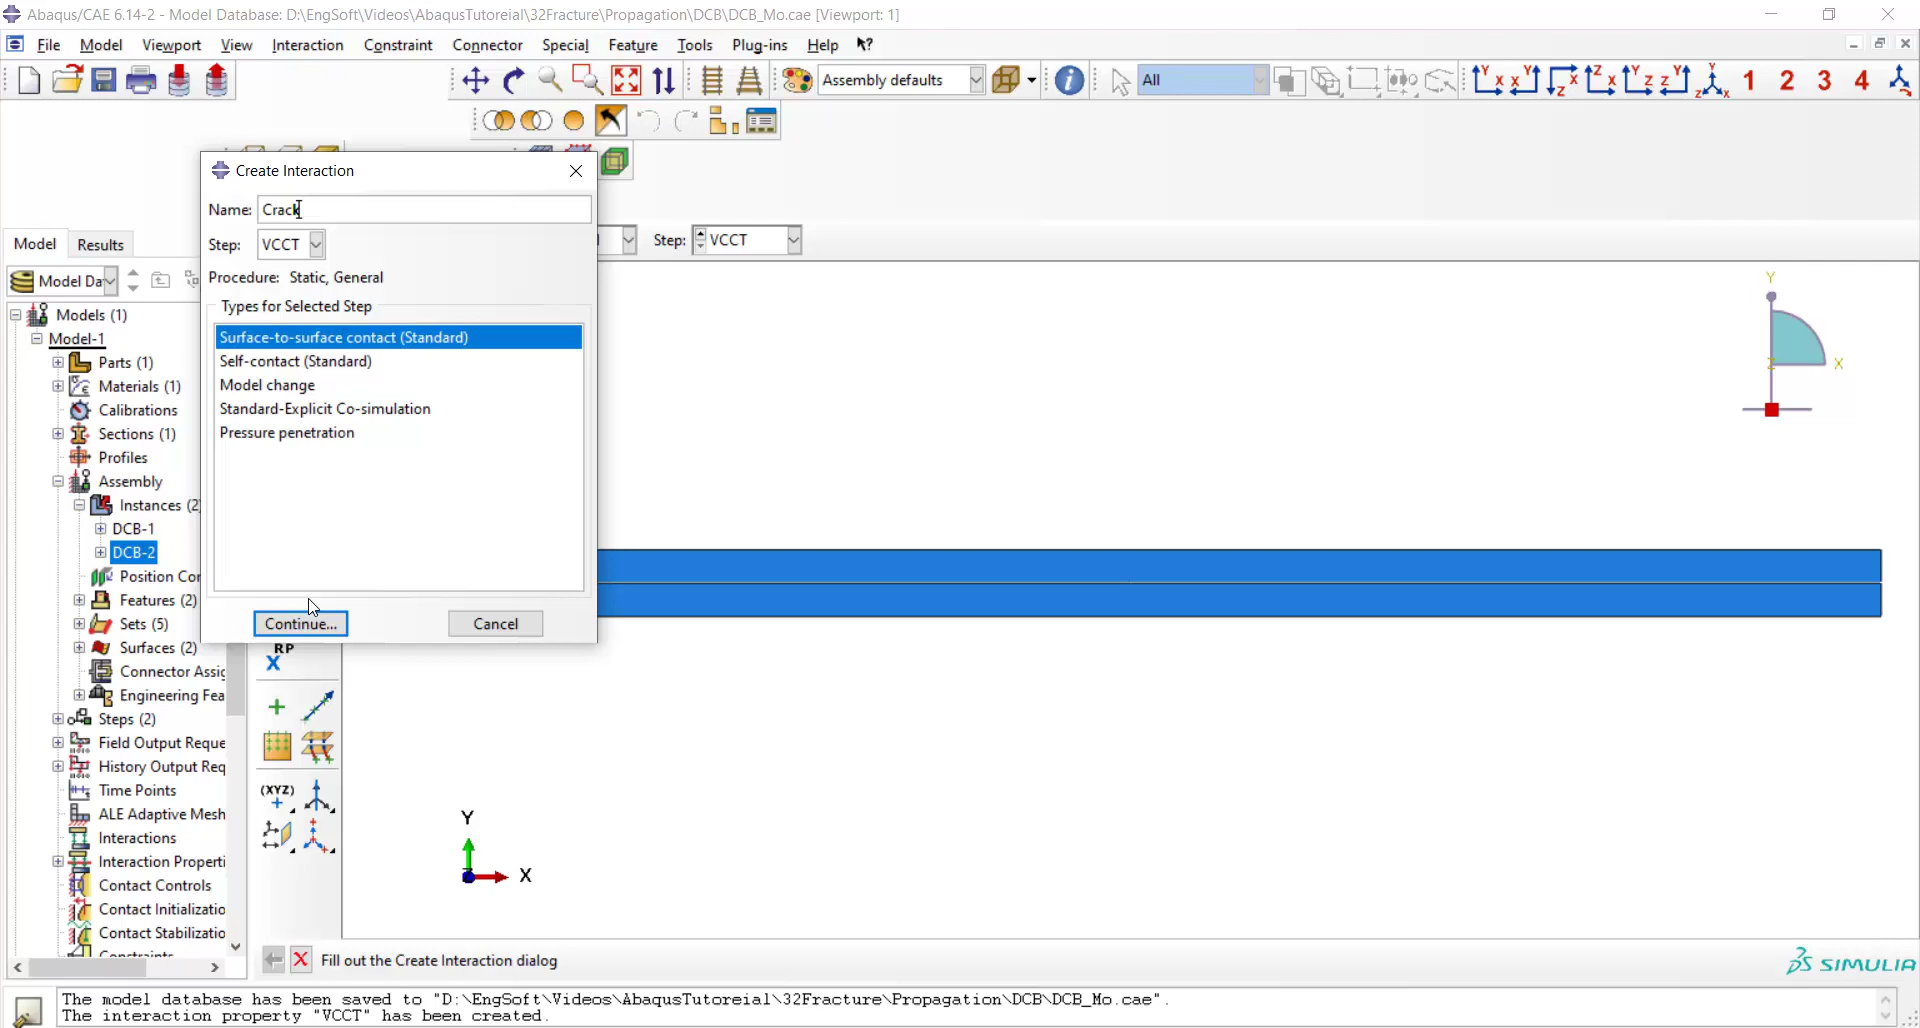 Abaqus/CAE 6.14-2 - Model Database: D:\EngSoft\Videos\AbaqusTutoreial\32Fracture\Propagation\DCB\DCB_Mo.cae [Viewport: 1]
File Model Viewport View Interaction Constraint Connector Special Feature Tools Plug-ins Help
Assembly defaults All 1 2 3 4
Create Interaction
Name: Crack
Step: VCCT
Procedure: Static, General
Types for Selected Step
Surface-to-surface contact (Standard)
Self-contact (Standard)
Model change
Standard-Explicit Co-simulation
Pressure penetration
Continue... Cancel
Step: VCCT
Model Results
Model Da
Models (1)
Model-1
Parts (1)
Materials (1)
Calibrations
Sections (1)
Profiles
Assembly
Instances (2)
DCB-1
DCB-2
Position Cor
Features (2)
Sets (5)
Surfaces (2)
Connector Assig
Engineering Fea
Steps (2)
Field Output Reque
History Output Req
Time Points
ALE Adaptive Mesh
Interactions
Interaction Properti
Contact Controls
Contact Initializatio
Contact Stabilizatio
Constraints
RP
X
(XYZ)
Y
X
Z
Y
X
Fill out the Create Interaction dialog
SIMULIA
The model database has been saved to "D:\EngSoft\Videos\AbaqusTutoreial\32Fracture\Propagation\DCB\DCB_Mo.cae".
The interaction property "VCCT" has been created.